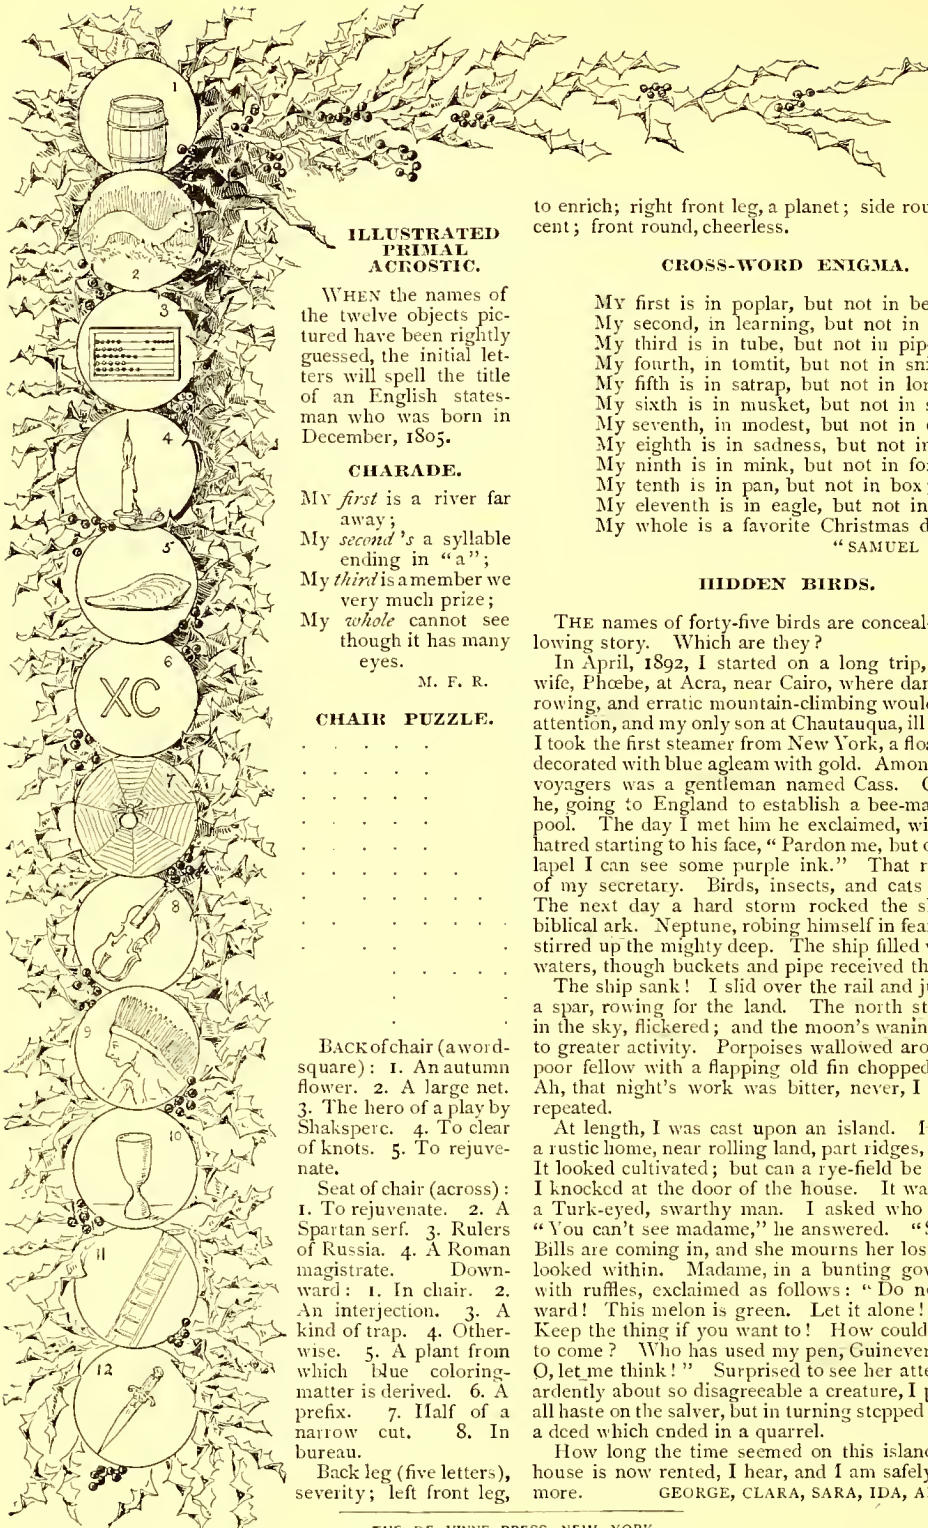 1
2
3
4
5
6
XC
7
8
9
10
11
12
ILLUSTRATED
PRIMAL
ACROSTIC.
WHEN the names of
the twelve objects pic-
tured have been rightly
guessed, the initial let-
ters will spell the title
of an English states-
man who was born in
December, 1805.
CHARADE.
MY first is a river far
away;
My second 's a syllable
ending in "a";
My third is a member we
very much prize;
My whole cannot see
though it has many
eyes.
M. F. R.
CHAIR PUZZLE.
BACK of chair (a word-
square): 1. An autumn
flower. 2. A large net.
3. The hero of a play by
Shakspere. 4. To clear
of knots. 5. To rejuve-
nate.
Seat of chair (across):
1. To rejuvenate. 2. A
Spartan serf. 3. Rulers
of Russia. 4. A Roman
magistrate. Down-
ward: 1. In chair. 2.
An interjection. 3. A
kind of trap. 4. Other-
wise. 5. A plant from
which blue coloring-
matter is derived. 6. A
prefix. 7. Half of a
narrow cut. 8. In
bureau.
Back leg (five letters),
severity; left front leg,
to enrich; right front leg, a planet; side rou
cent; front round, cheerless.
CROSS-WORD ENIGMA.
MY first is in poplar, but not in be
My second, in learning, but not in
My third is in tube, but not in pip
My fourth, in tomtit, but not in sni
My fifth is in satrap, but not in lor
My sixth is in musket, but not in s
My seventh, in modest, but not in
My eighth is in sadness, but not in
My ninth is in mink, but not in fo
My tenth is in pan, but not in box;
My eleventh is in eagle, but not in
My whole is a favorite Christmas d
"SAMUEL
HIDDEN BIRDS.
THE names of forty-five birds are conceal-
lowing story. Which are they?
In April, 1892, I started on a long trip,
wife, Phœbe, at Acra, near Cairo, where dan
rowing, and erratic mountain-climbing would
attention, and my only son at Chautauqua, ill
I took the first steamer from New York, a floa
decorated with blue agleam with gold. Amon
voyagers was a gentleman named Cass. O
he, going to England to establish a bee-ma
pool. The day I met him he exclaimed, wi
hatred starting to his face, "Pardon me, but o
lapel I can see some purple ink." That r
of my secretary. Birds, insects, and cats
The next day a hard storm rocked the s
biblical ark. Neptune, robing himself in fea
stirred up the mighty deep. The ship filled
waters, though buckets and pipe received th
The ship sank! I slid over the rail and j
a spar, rowing for the land. The north st
in the sky, flickered; and the moon's wanin
to greater activity. Porpoises wallowed aro
poor fellow with a flapping old fin chopped
Ah, that night's work was bitter, never, I
repeated.
At length, I was cast upon an island. I
a rustic home, near rolling land, part ridges,
It looked cultivated; but can a rye-field be
I knocked at the door of the house. It wa
a Turk-eyed, swarthy man. I asked who
"You can't see madame," he answered. "S
Bills are coming in, and she mourns her los
looked within. Madame, in a bunting gow
with ruffles, exclaimed as follows: "Do n
ward! This melon is green. Let it alone!
Keep the thing if you want to! How could
to come? Who has used my pen, Guinever
O, let me think!" Surprised to see her atte
ardently about so disagreeable a creature, I p
all haste on the salver, but in turning stepped
a deed which ended in a quarrel.
How long the time seemed on this island
house is now rented, I hear, and I am safely
more. GEORGE, CLARA, SARA, IDA, A
THE DE VINNE PRESS, NEW YORK